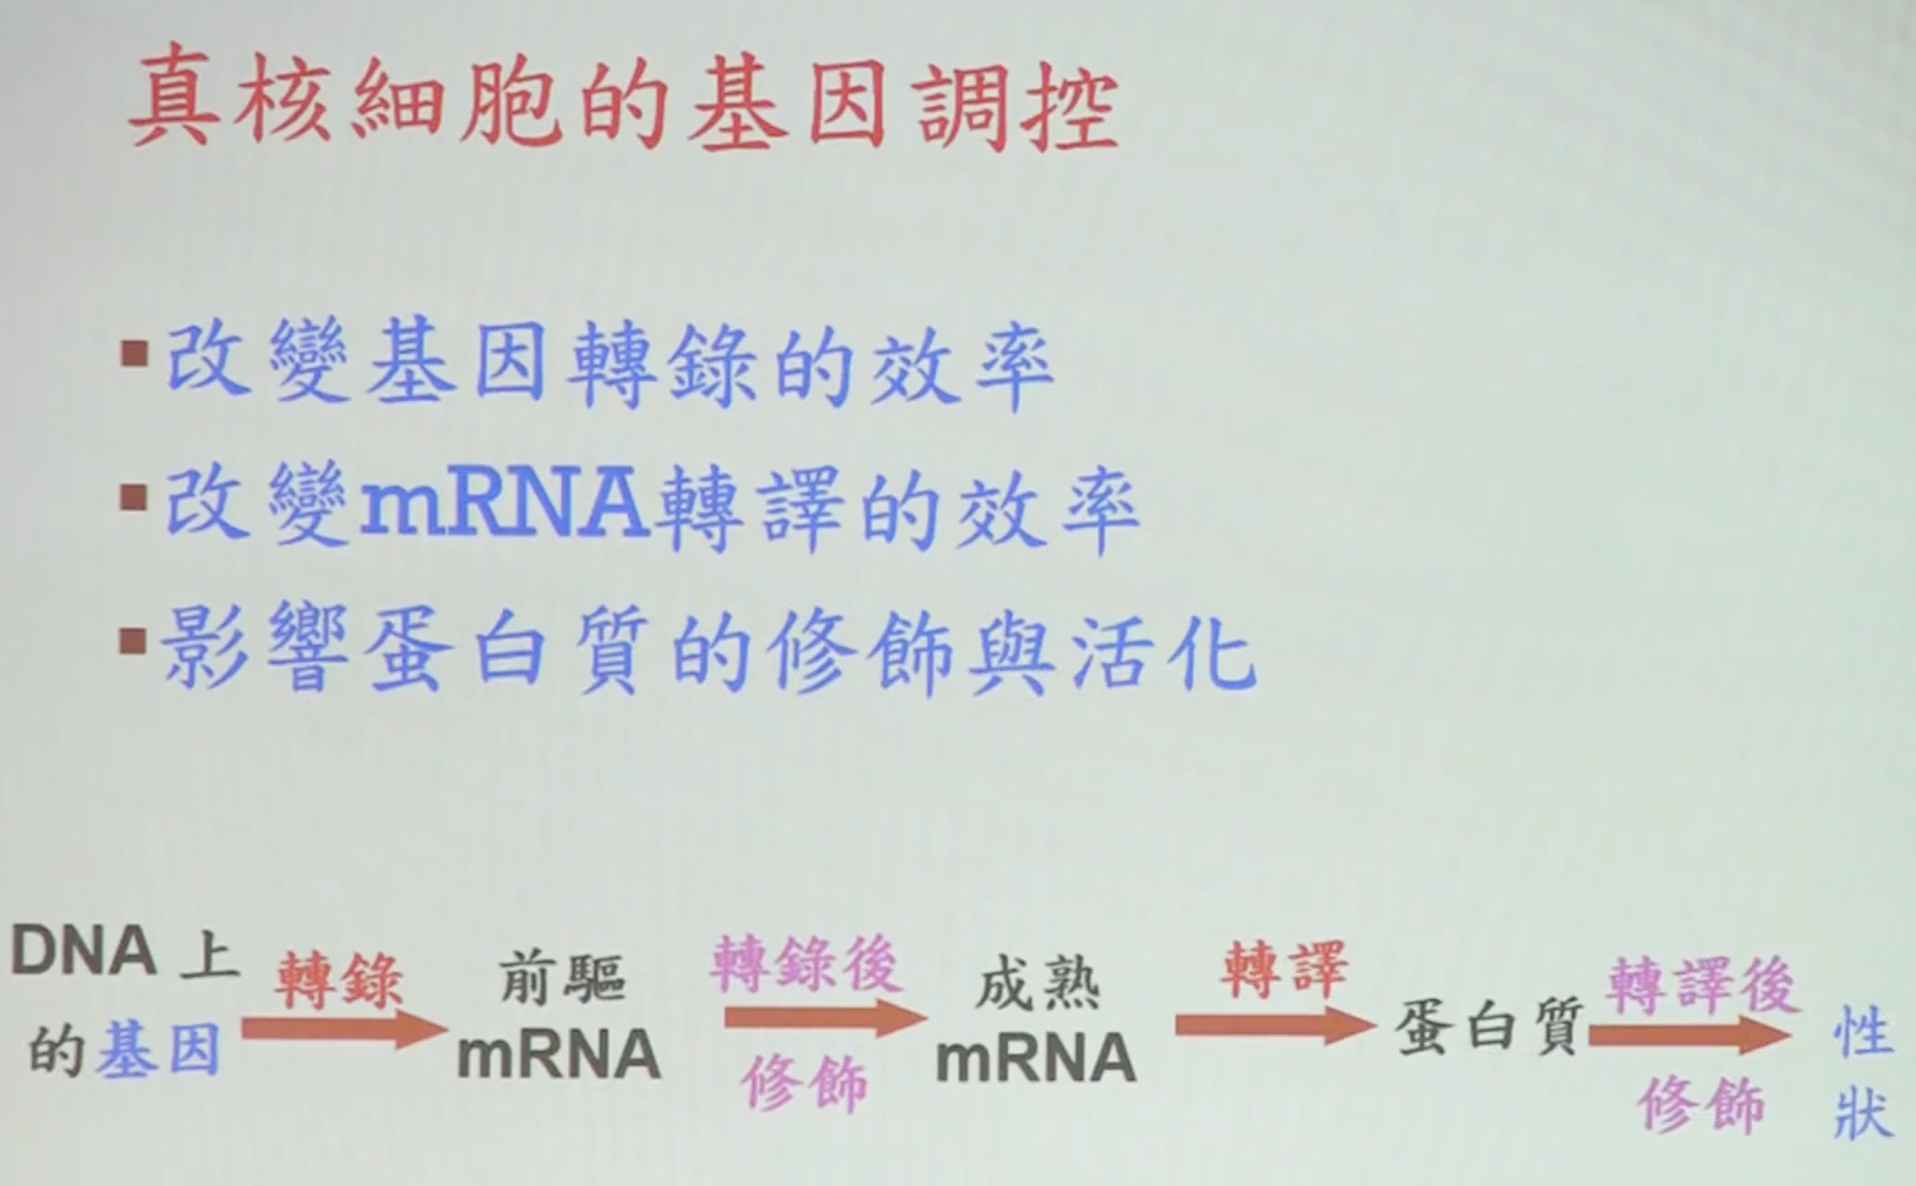 真核細胞的基因調控
▪改變基因轉錄的效率
▪改變mRNA轉譯的效率
▪影響蛋白質的修飾與活化
DNA 上
的基因
轉錄
前驅
mRNA
轉錄後
修飾
成熟
mRNA
轉譯
蛋白質
轉譯後
修飾
性
狀